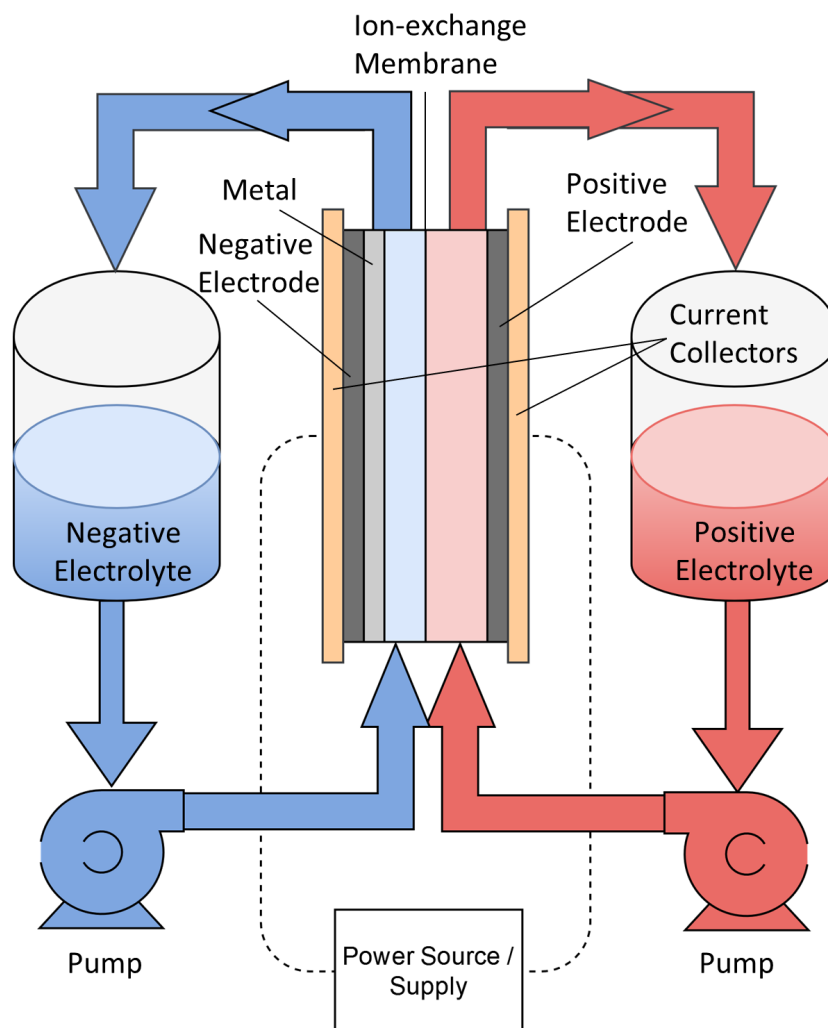 Ion-exchange
Membrane
Metal
Negative
Electrode
Positive
Electrode
Current
Collectors
Negative
Electrolyte
Positive
Electrolyte
Power Source /
Supply
Pump
Pump